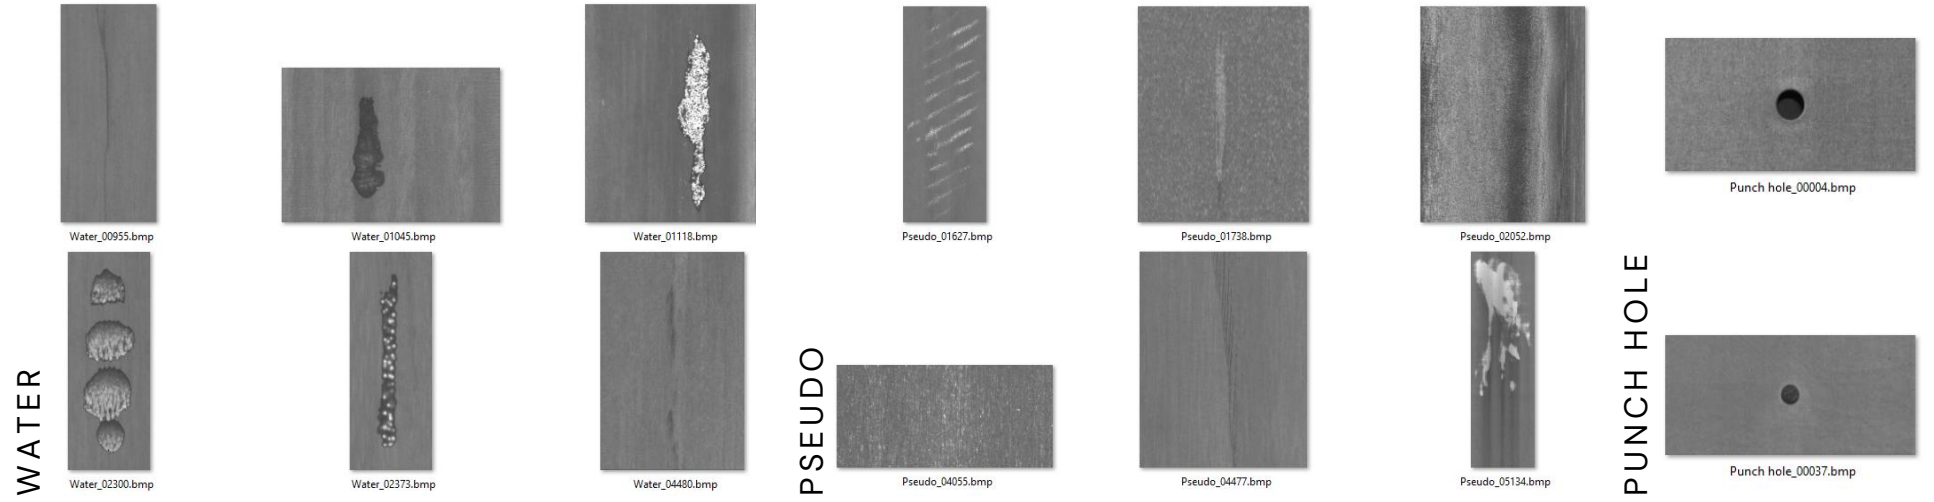 WATER
Water_00955.bmp
Water_01045.bmp
Water_01118.bmp
Water_02300.bmp
Water_02373.bmp
Water_04480.bmp
PSEUDO
Pseudo_01627.bmp
Pseudo_01738.bmp
Pseudo_02052.bmp
Pseudo_04055.bmp
Pseudo_04477.bmp
Pseudo_05134.bmp
PUNCH HOLE
Punch hole_00004.bmp
Punch hole_00037.bmp